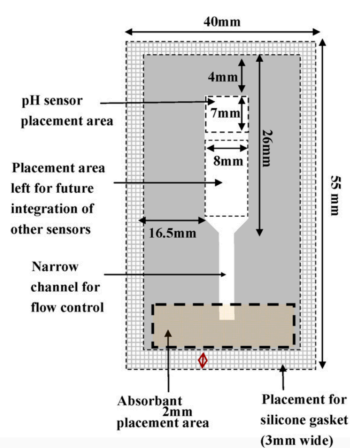 40mm
4mm
pH sensor
placement area
7mm
26mm
8mm
Placement area
left for future
integration of
other sensors
55 mm
16.5mm
Narrow
channel for
flow control
Absorbant
2mm
placement area
Placement for
silicone gasket
(3mm wide)